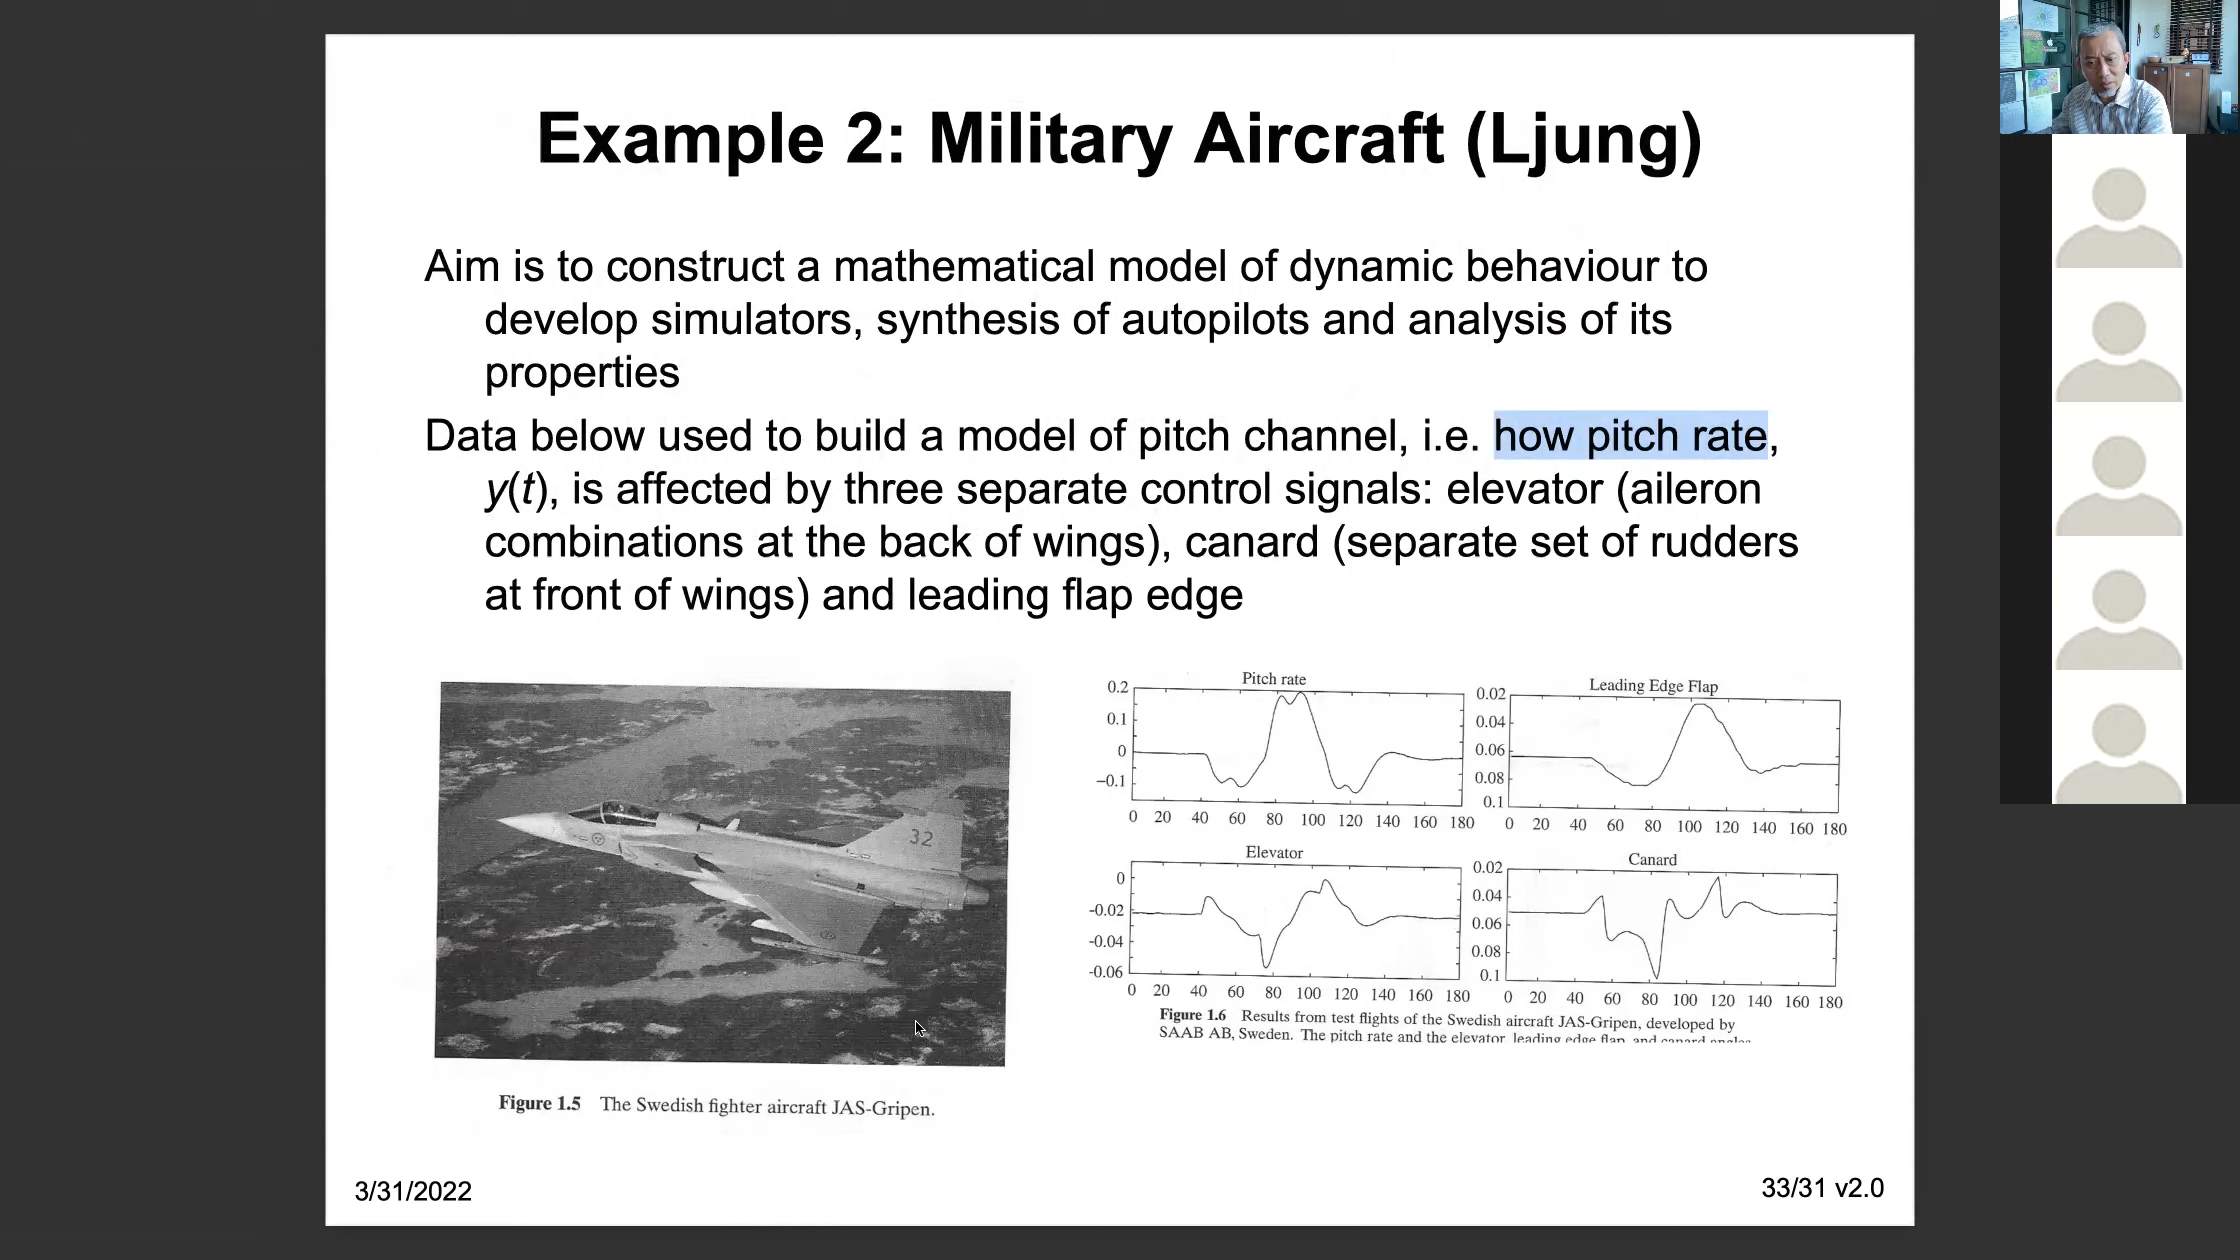 Example 2: Military Aircraft (Ljung)
Aim is to construct a mathematical model of dynamic behaviour to
develop simulators, synthesis of autopilots and analysis of its
properties
Data below used to build a model of pitch channel, i.e. how pitch rate,
y(t), is affected by three separate control signals: elevator (aileron
combinations at the back of wings), canard (separate set of rudders
at front of wings) and leading flap edge
32
Figure 1.5 The Swedish fighter aircraft JAS-Gripen.
Pitch rate
0.2
0.1
0
−0.1
0 20 40 60 80 100 120 140 160 180
Leading Edge Flap
0.02
0.04
0.06
0.08
0.1
0 20 40 60 80 100 120 140 160 180
Elevator
0
-0.02
-0.04
-0.06
0 20 40 60 80 100 120 140 160 180
Canard
0.02
0.04
0.06
0.08
0.1
0 20 40 60 80 100 120 140 160 180
Figure 1.6 Results from test flights of the Swedish aircraft JAS-Gripen, developed by
SAAB AB, Sweden. The pitch rate and the elevator, leading edge flap, and canard angles
3/31/2022
33/31 v2.0